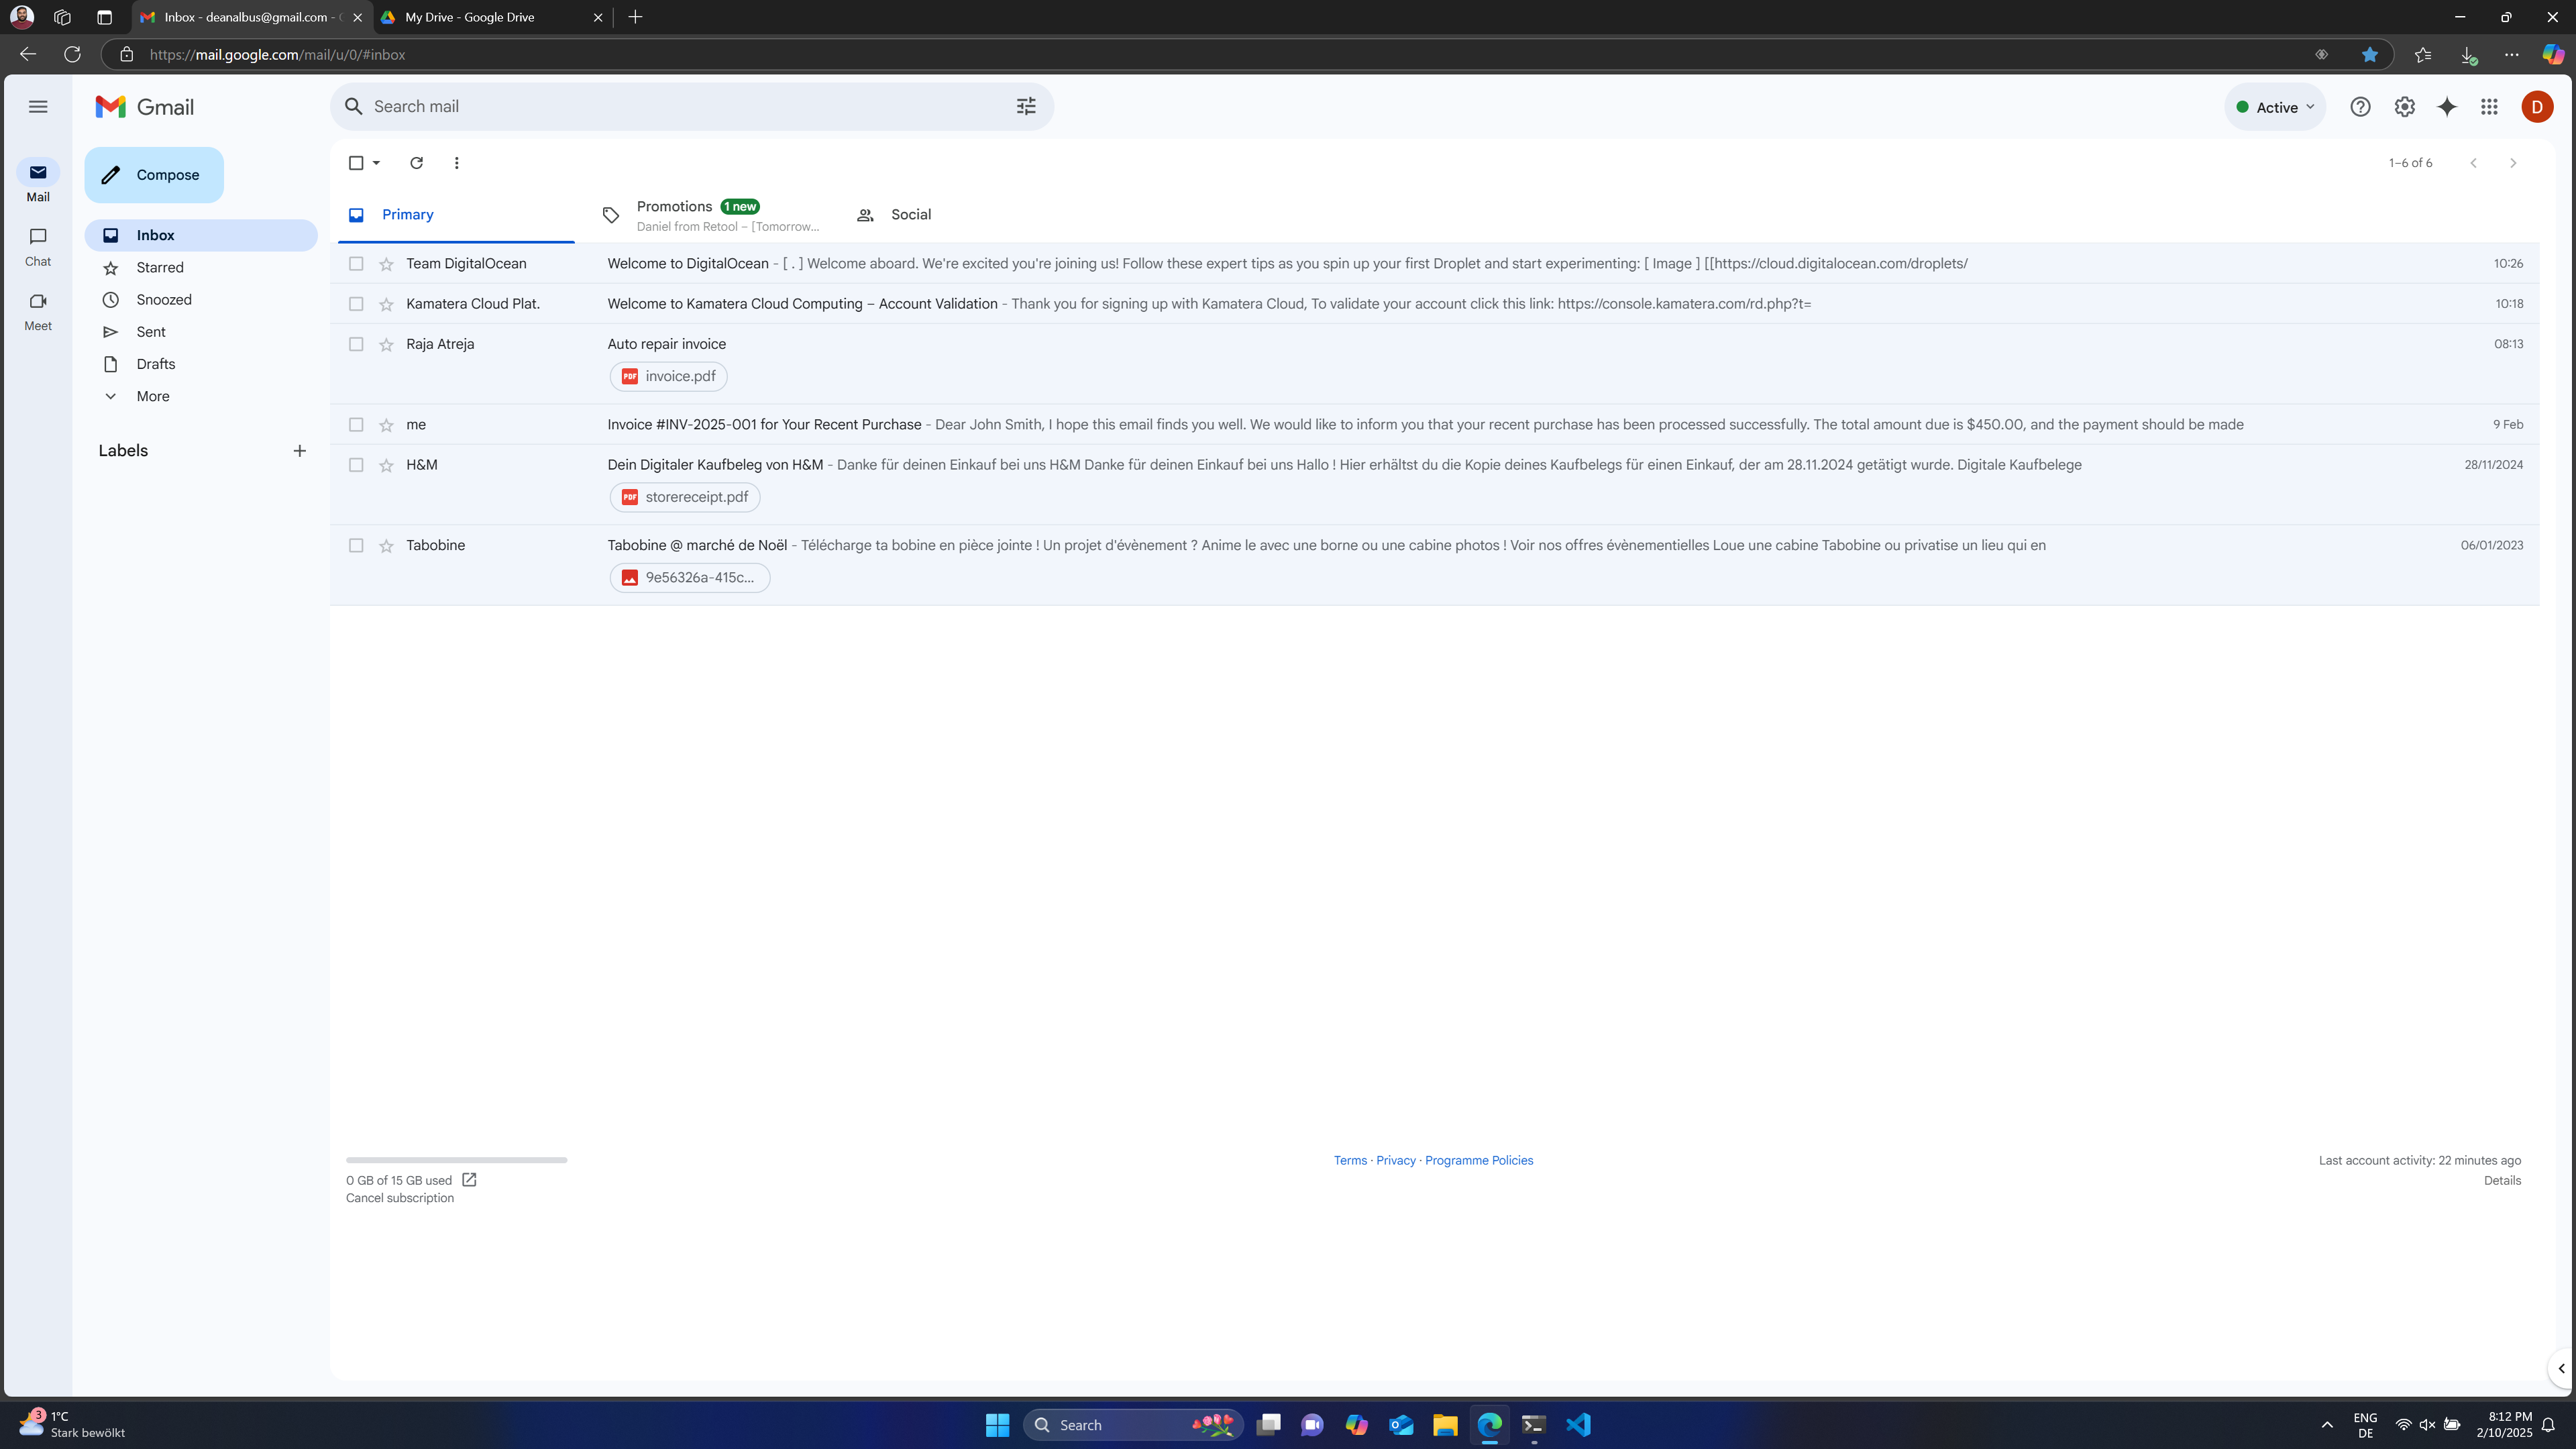 Inbox - deanalbus@gmail.com - G
My Drive - Google Drive
https://mail.google.com/mail/u/0/#inbox
Gmail
Search mail
Active
D
Mail
Chat
Meet
Compose
Inbox
Starred
Snoozed
Sent
Drafts
More
Labels
1–6 of 6
Primary
Promotions 1 new
Daniel from Retool – [Tomorrow...
Social
Team DigitalOcean Welcome to DigitalOcean - [ . ] Welcome aboard. We're excited you're joining us! Follow these expert tips as you spin up your first Droplet and start experimenting: [ Image ] [[https://cloud.digitalocean.com/droplets/ 10:26
Kamatera Cloud Plat. Welcome to Kamatera Cloud Computing – Account Validation - Thank you for signing up with Kamatera Cloud, To validate your account click this link: https://console.kamatera.com/rd.php?t= 10:18
Raja Atreja Auto repair invoice 08:13
PDF invoice.pdf
me Invoice #INV-2025-001 for Your Recent Purchase - Dear John Smith, I hope this email finds you well. We would like to inform you that your recent purchase has been processed successfully. The total amount due is $450.00, and the payment should be made 9 Feb
H&M Dein Digitaler Kaufbeleg von H&M - Danke für deinen Einkauf bei uns H&M Danke für deinen Einkauf bei uns Hallo ! Hier erhältst du die Kopie deines Kaufbelegs für einen Einkauf, der am 28.11.2024 getätigt wurde. Digitale Kaufbelege 28/11/2024
PDF storereceipt.pdf
Tabobine Tabobine @ marché de Noël - Télécharge ta bobine en pièce jointe ! Un projet d'évènement ? Anime le avec une borne ou une cabine photos ! Voir nos offres évènementielles Loue une cabine Tabobine ou privatise un lieu qui en 06/01/2023
9e56326a-415c...
0 GB of 15 GB used
Cancel subscription
Terms · Privacy · Programme Policies
Last account activity: 22 minutes ago
Details
3
1°C
Stark bewölkt
Search
ENG
DE
8:12 PM
2/10/2025